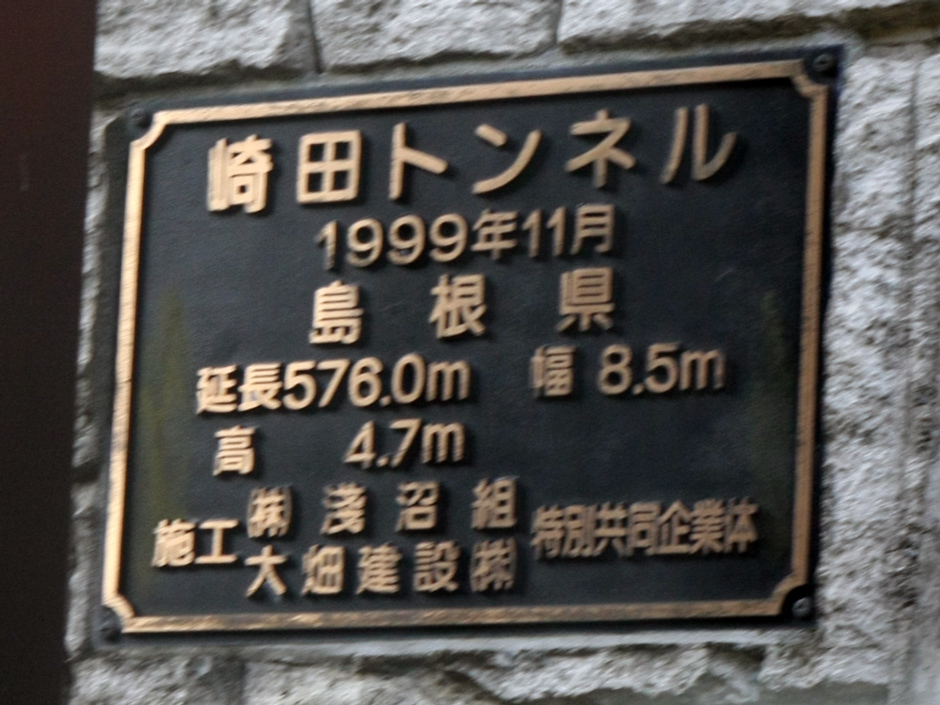 崎田トンネル
1999年11月
島根県
延長576.0m 幅 8.5m
高 4.7m
施工 ㈱淺沼組 特別共同企業体
大畑建設㈱